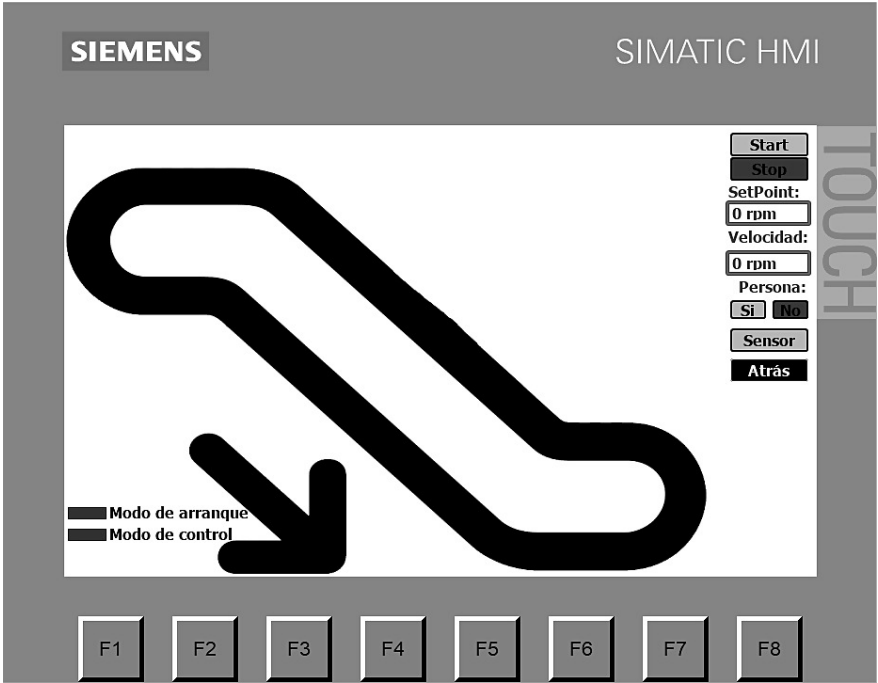 SIEMENS
SIMATIC HMI
TOUCH
Start
Stop
SetPoint:
0 rpm
Velocidad:
0 rpm
Persona:
Si No
Sensor
Atrás
Modo de arranque
Modo de control
F1 F2 F3 F4 F5 F6 F7 F8